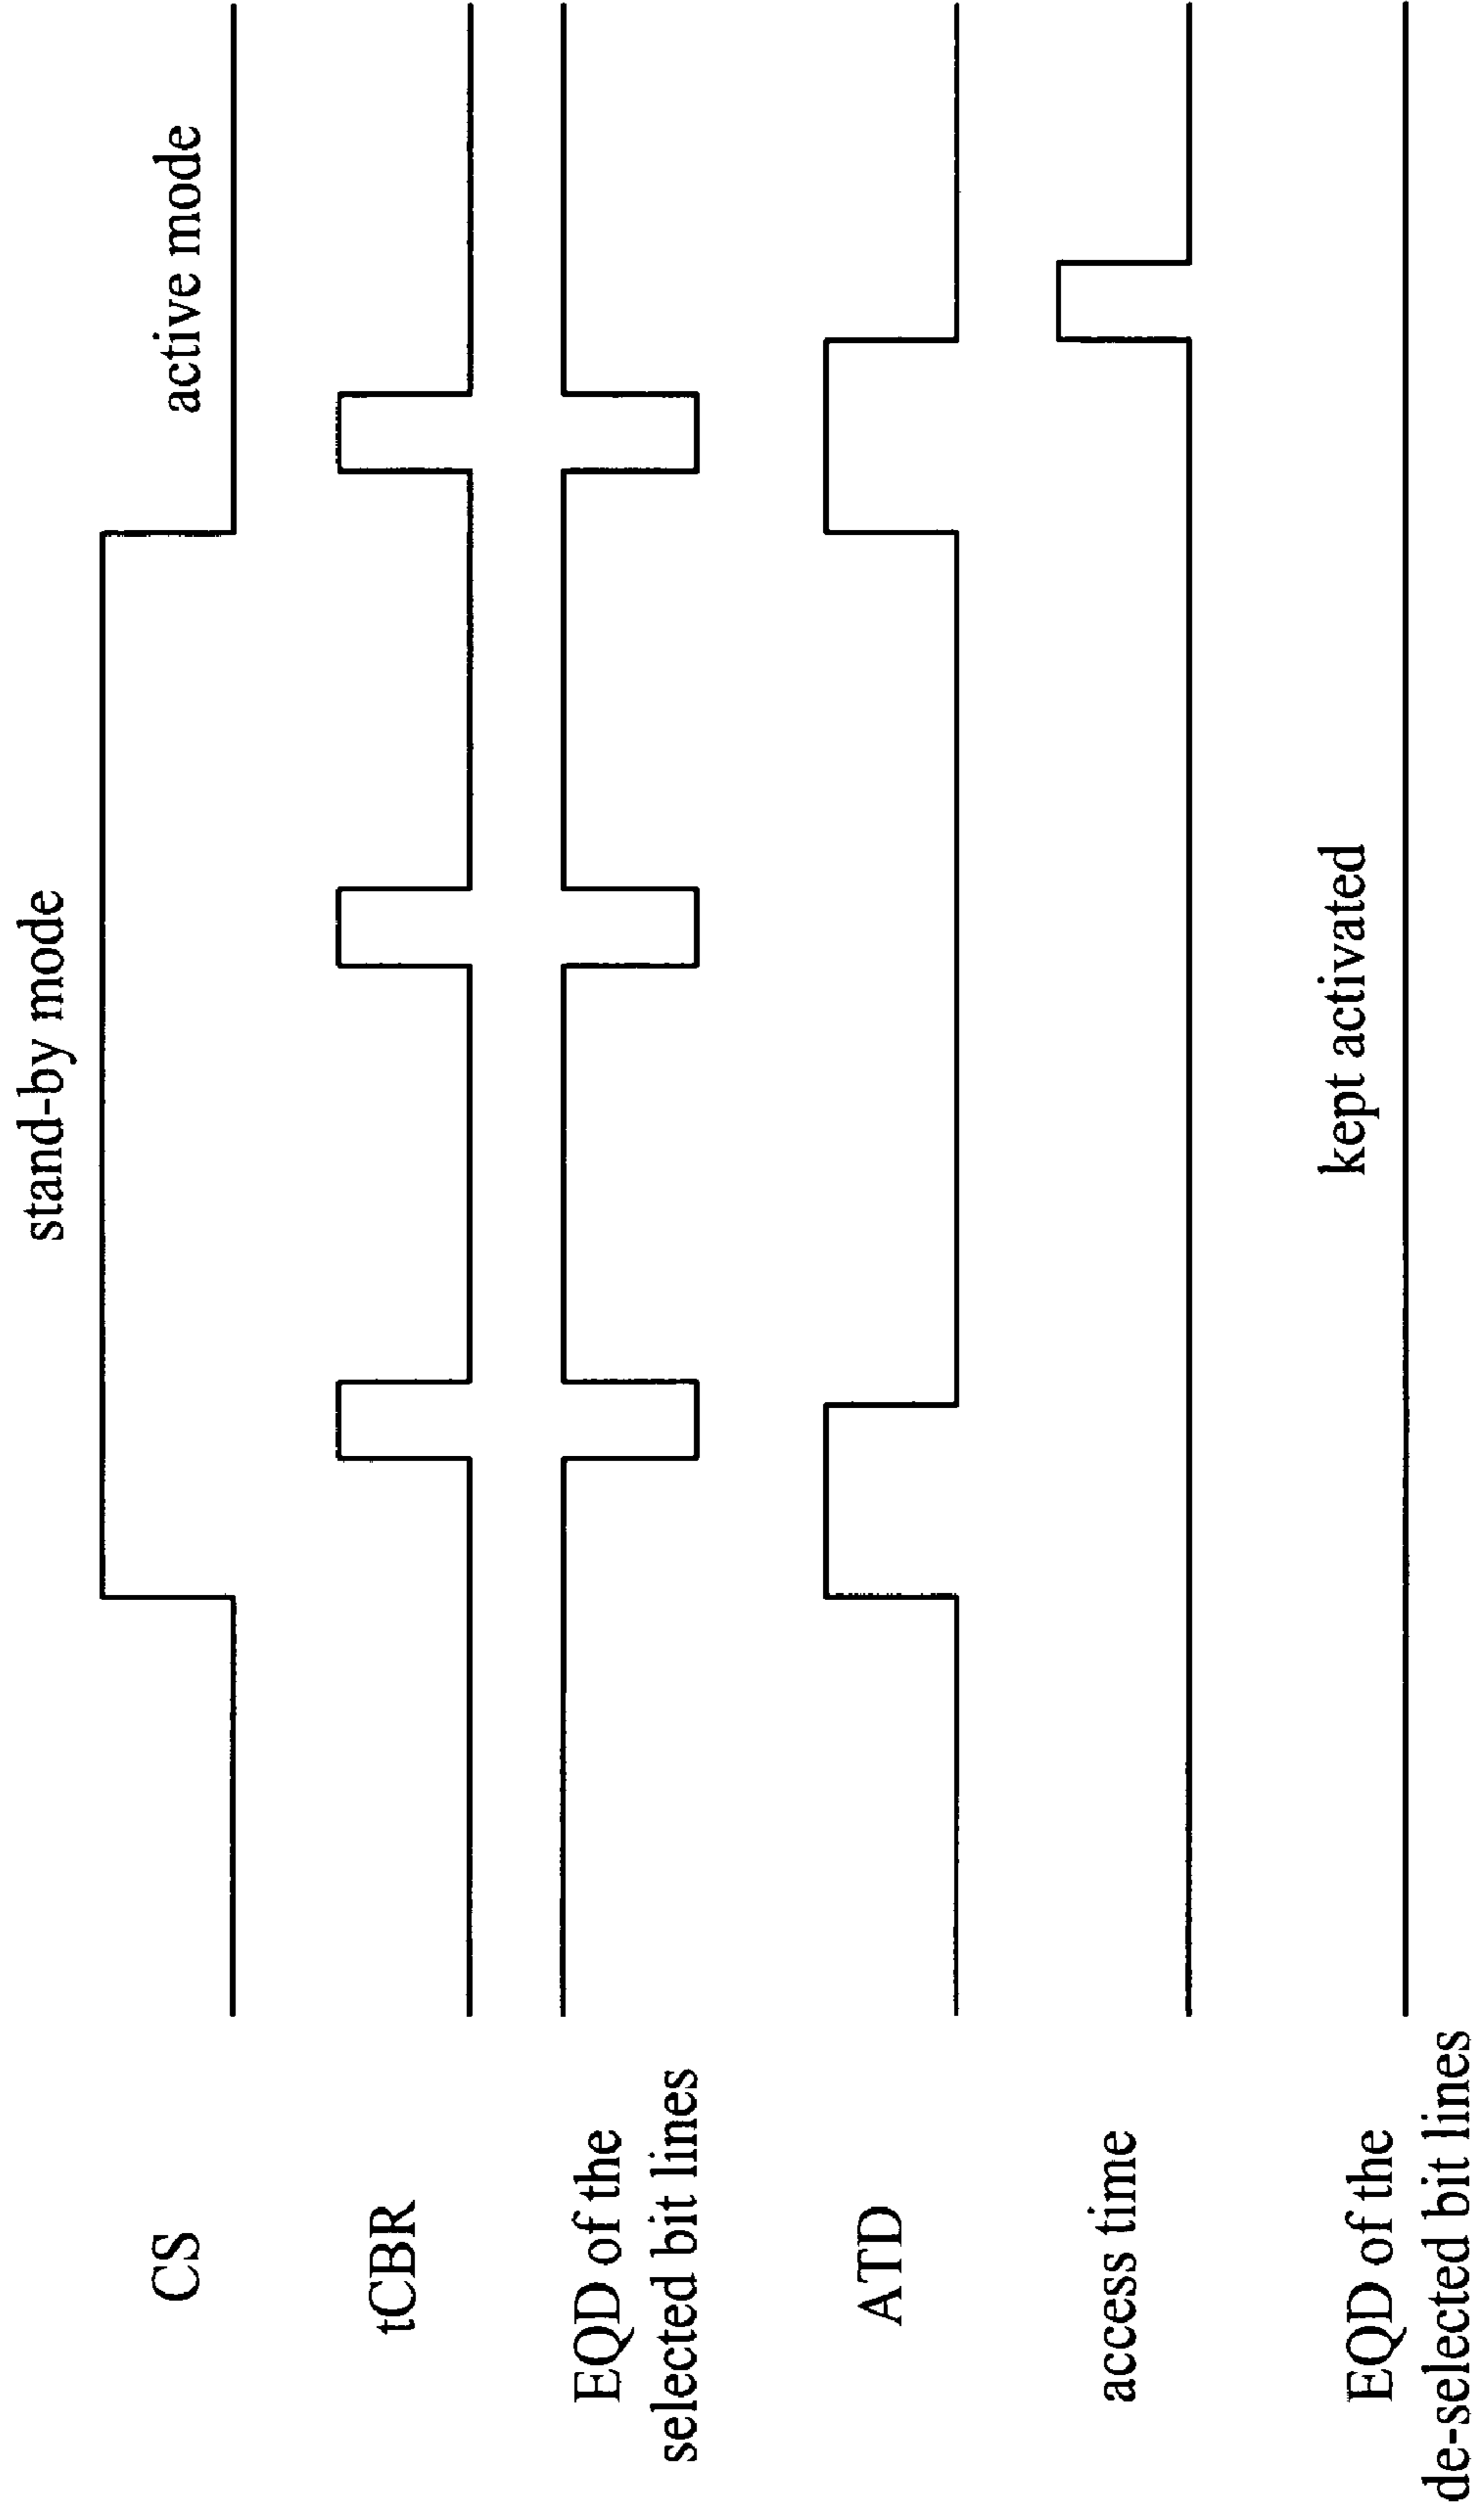 stand-by mode
CS
active mode
tCBR
EQD of the
selected bit lines
ATD
access time
kept activated
EQD of the
de-selected bit lines